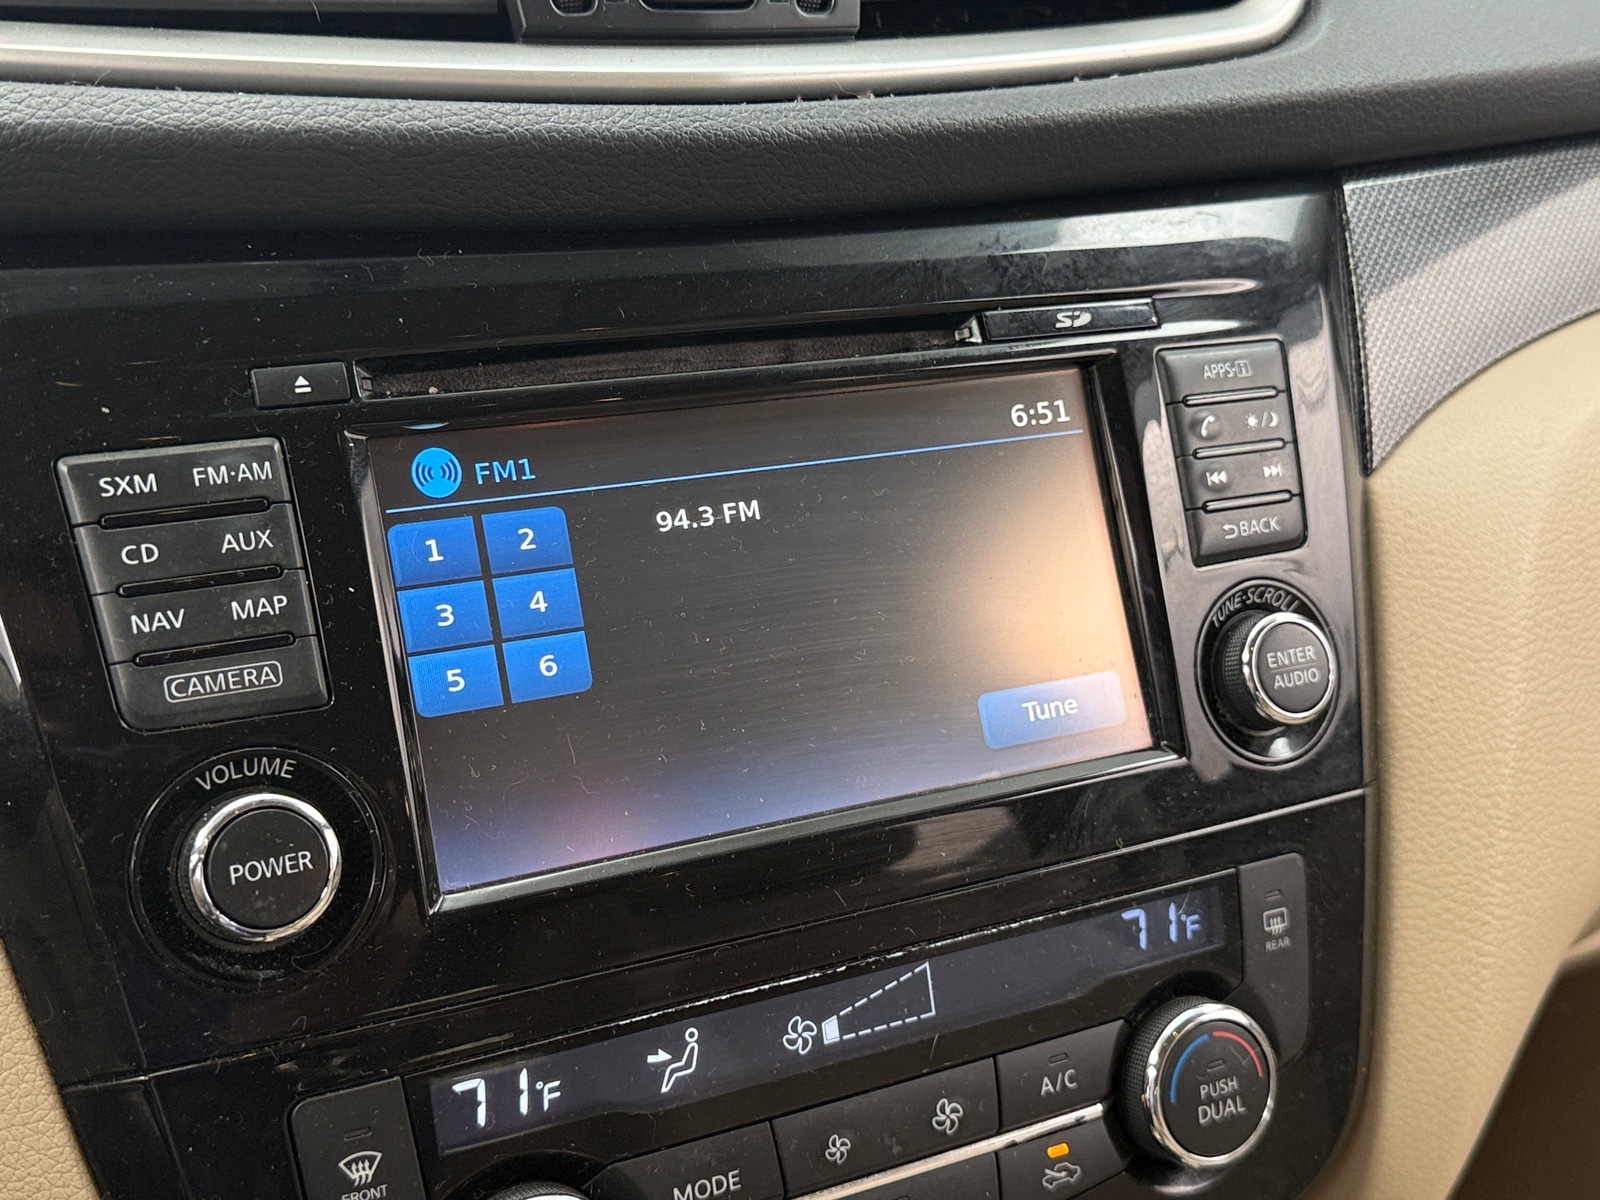 SD
APPS·i
6:51
FM1
94.3 FM
1 2
3 4
5 6
Tune
SXM FM·AM
CD AUX
NAV MAP
CAMERA
BACK
TUNE·SCROLL
ENTER
AUDIO
VOLUME
POWER
71°F
REAR
71°F
A/C
PUSH
DUAL
MODE
FRONT